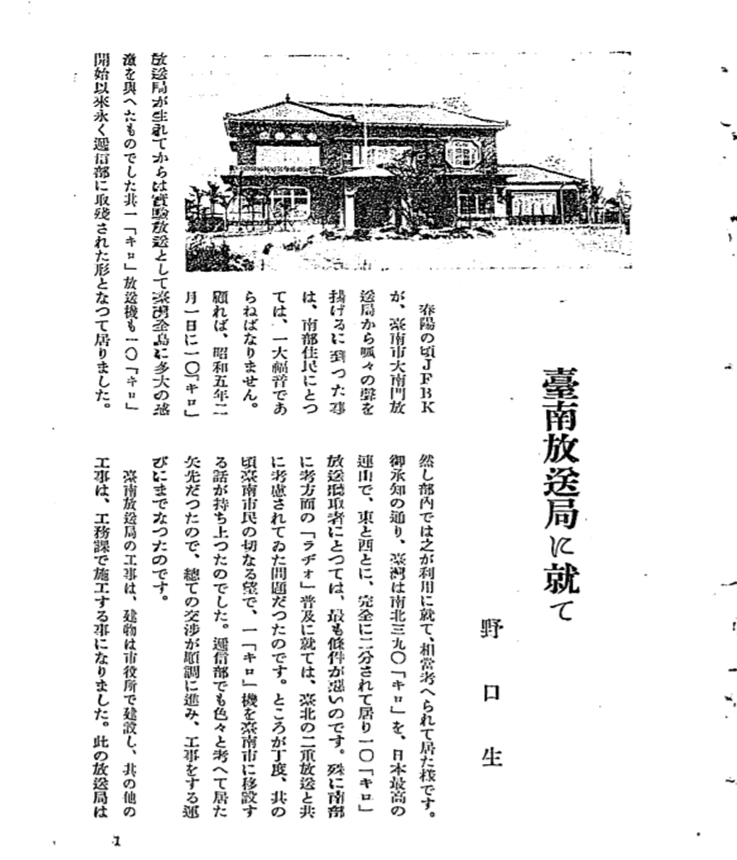 臺南放送局に就て
野口生
春陽の頃JFBK
が、臺南市大南門放
送局から呱々の聲を
揚げるに到つた事
は、南部住民にとつ
ては、一大福音であ
らねばなりません。
顧れば、昭和五年二
月一日に一〇「キロ」
放送局が生れてからは實驗放送として臺灣全島に多大の感
激を與へたものでした其一「キロ」放送機も一〇「キロ」
開始以來永く遞信部に取殘された形となつて居りました。
然し部內では之が利用に就て、相當考へられて居た樣です。
御承知の通り、臺灣は南北三九〇「キロ」を、日本最高の
連山で、東と西とに、完全に二分されて居り一〇「キロ」
放送聽取者にとつては、最も條件が惡いのです。殊に南部
に考方面の「ラヂオ」普及に就ては、臺北の二重放送と共
に考慮されてゐた問題だつたのです。ところが丁度、其の
頃臺南市民の切なる望で、一「キロ」機を臺南市に移設す
る話が持ち上つたのでした。遞信部でも色々と考へて居た
矢先だつたので、總ての交涉が順調に進み、工事をする運
びにまでなつたのです。
臺南放送局の工事は、建物は市役所で建設し、其の他の
工事は、工務課で施工する事になりました。此の放送局は
1